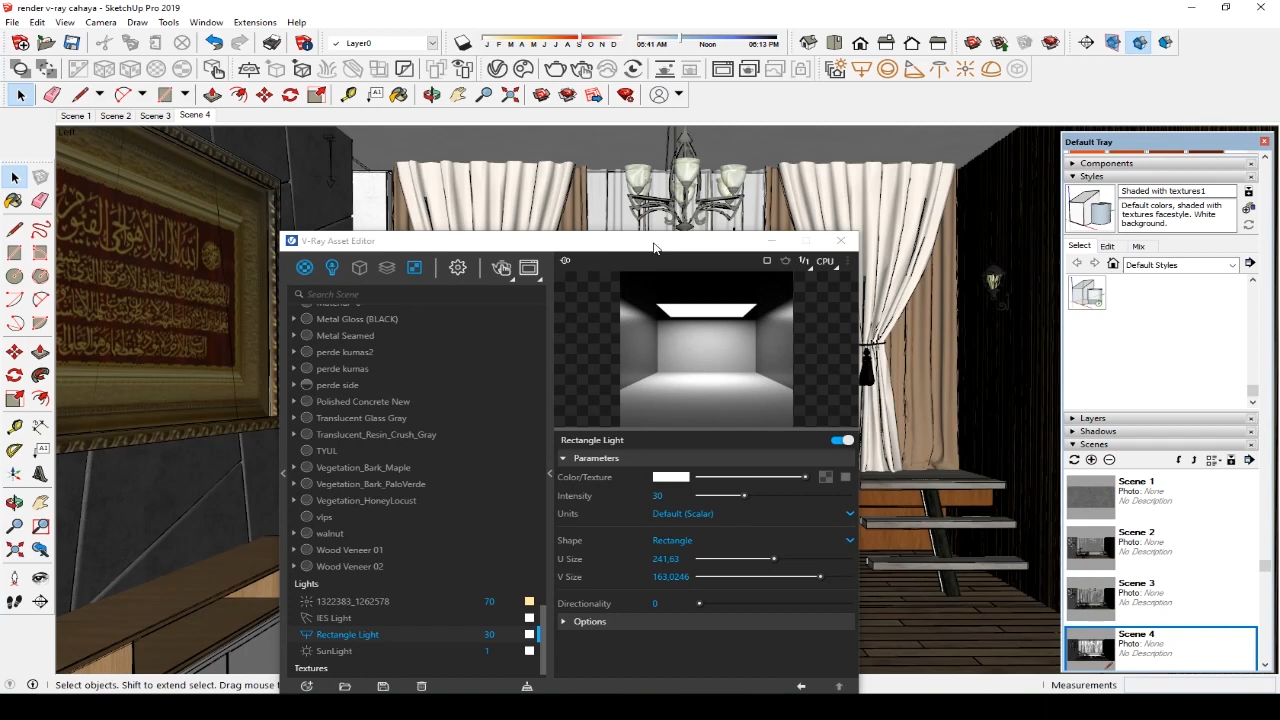 render v-ray cahaya - SketchUp Pro 2019
File Edit View Camera Draw Tools Window Extensions Help
Layer0
J F M A M J J A S O N D
06:41 AM Noon 06:13 PM
Scene 1 Scene 2 Scene 3 Scene 4
Left
V-Ray Asset Editor
Search Scene
Metal Gloss (BLACK)
Metal Seamed
perde kumas2
perde kumas
perde side
Polished Concrete New
Translucent Glass Gray
Translucent_Resin_Crush_Gray
TYUL
Vegetation_Bark_Maple
Vegetation_Bark_PaloVerde
Vegetation_HoneyLocust
vlps
walnut
Wood Veneer 01
Wood Veneer 02
Lights
1322383_1262578 70
IES Light
Rectangle Light 30
SunLight 1
Textures
1/1 CPU
Rectangle Light
Parameters
Color/Texture
Intensity 30
Units Default (Scalar)
Shape Rectangle
U Size 241,63
V Size 163,0246
Directionality 0
Options
Default Tray
Components
Styles
Shaded with textures1
Default colors, shaded with
textures facestyle. White
background.
Select Edit Mix
Default Styles
Layers
Shadows
Scenes
Scene 1
Photo: None
No Description
Scene 2
Photo: None
No Description
Scene 3
Photo: None
No Description
Scene 4
Photo: None
No Description
Select objects. Shift to extend select. Drag mouse
Measurements